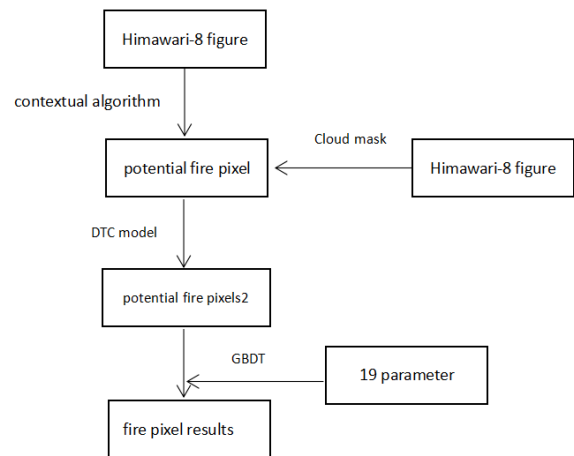 Himawari-8 figure
contextual algorithm
Cloud mask
potential fire pixel
Himawari-8 figure
DTC model
potential fire pixels2
GBDT
19 parameter
fire pixel results